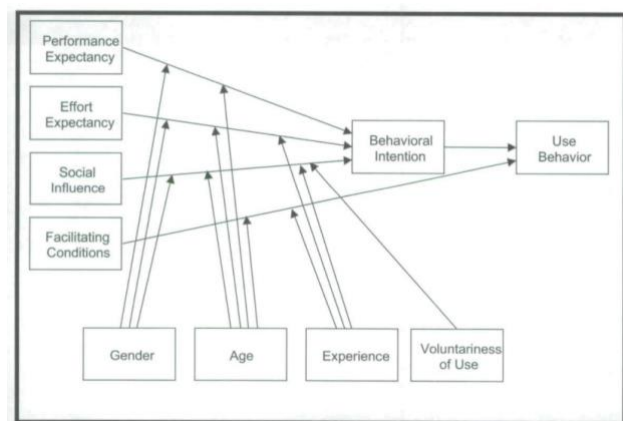 Performance
Expectancy
Effort
Expectancy
Social
Influence
Facilitating
Conditions
Behavioral
Intention
Use
Behavior
Gender
Age
Experience
Voluntariness
of Use